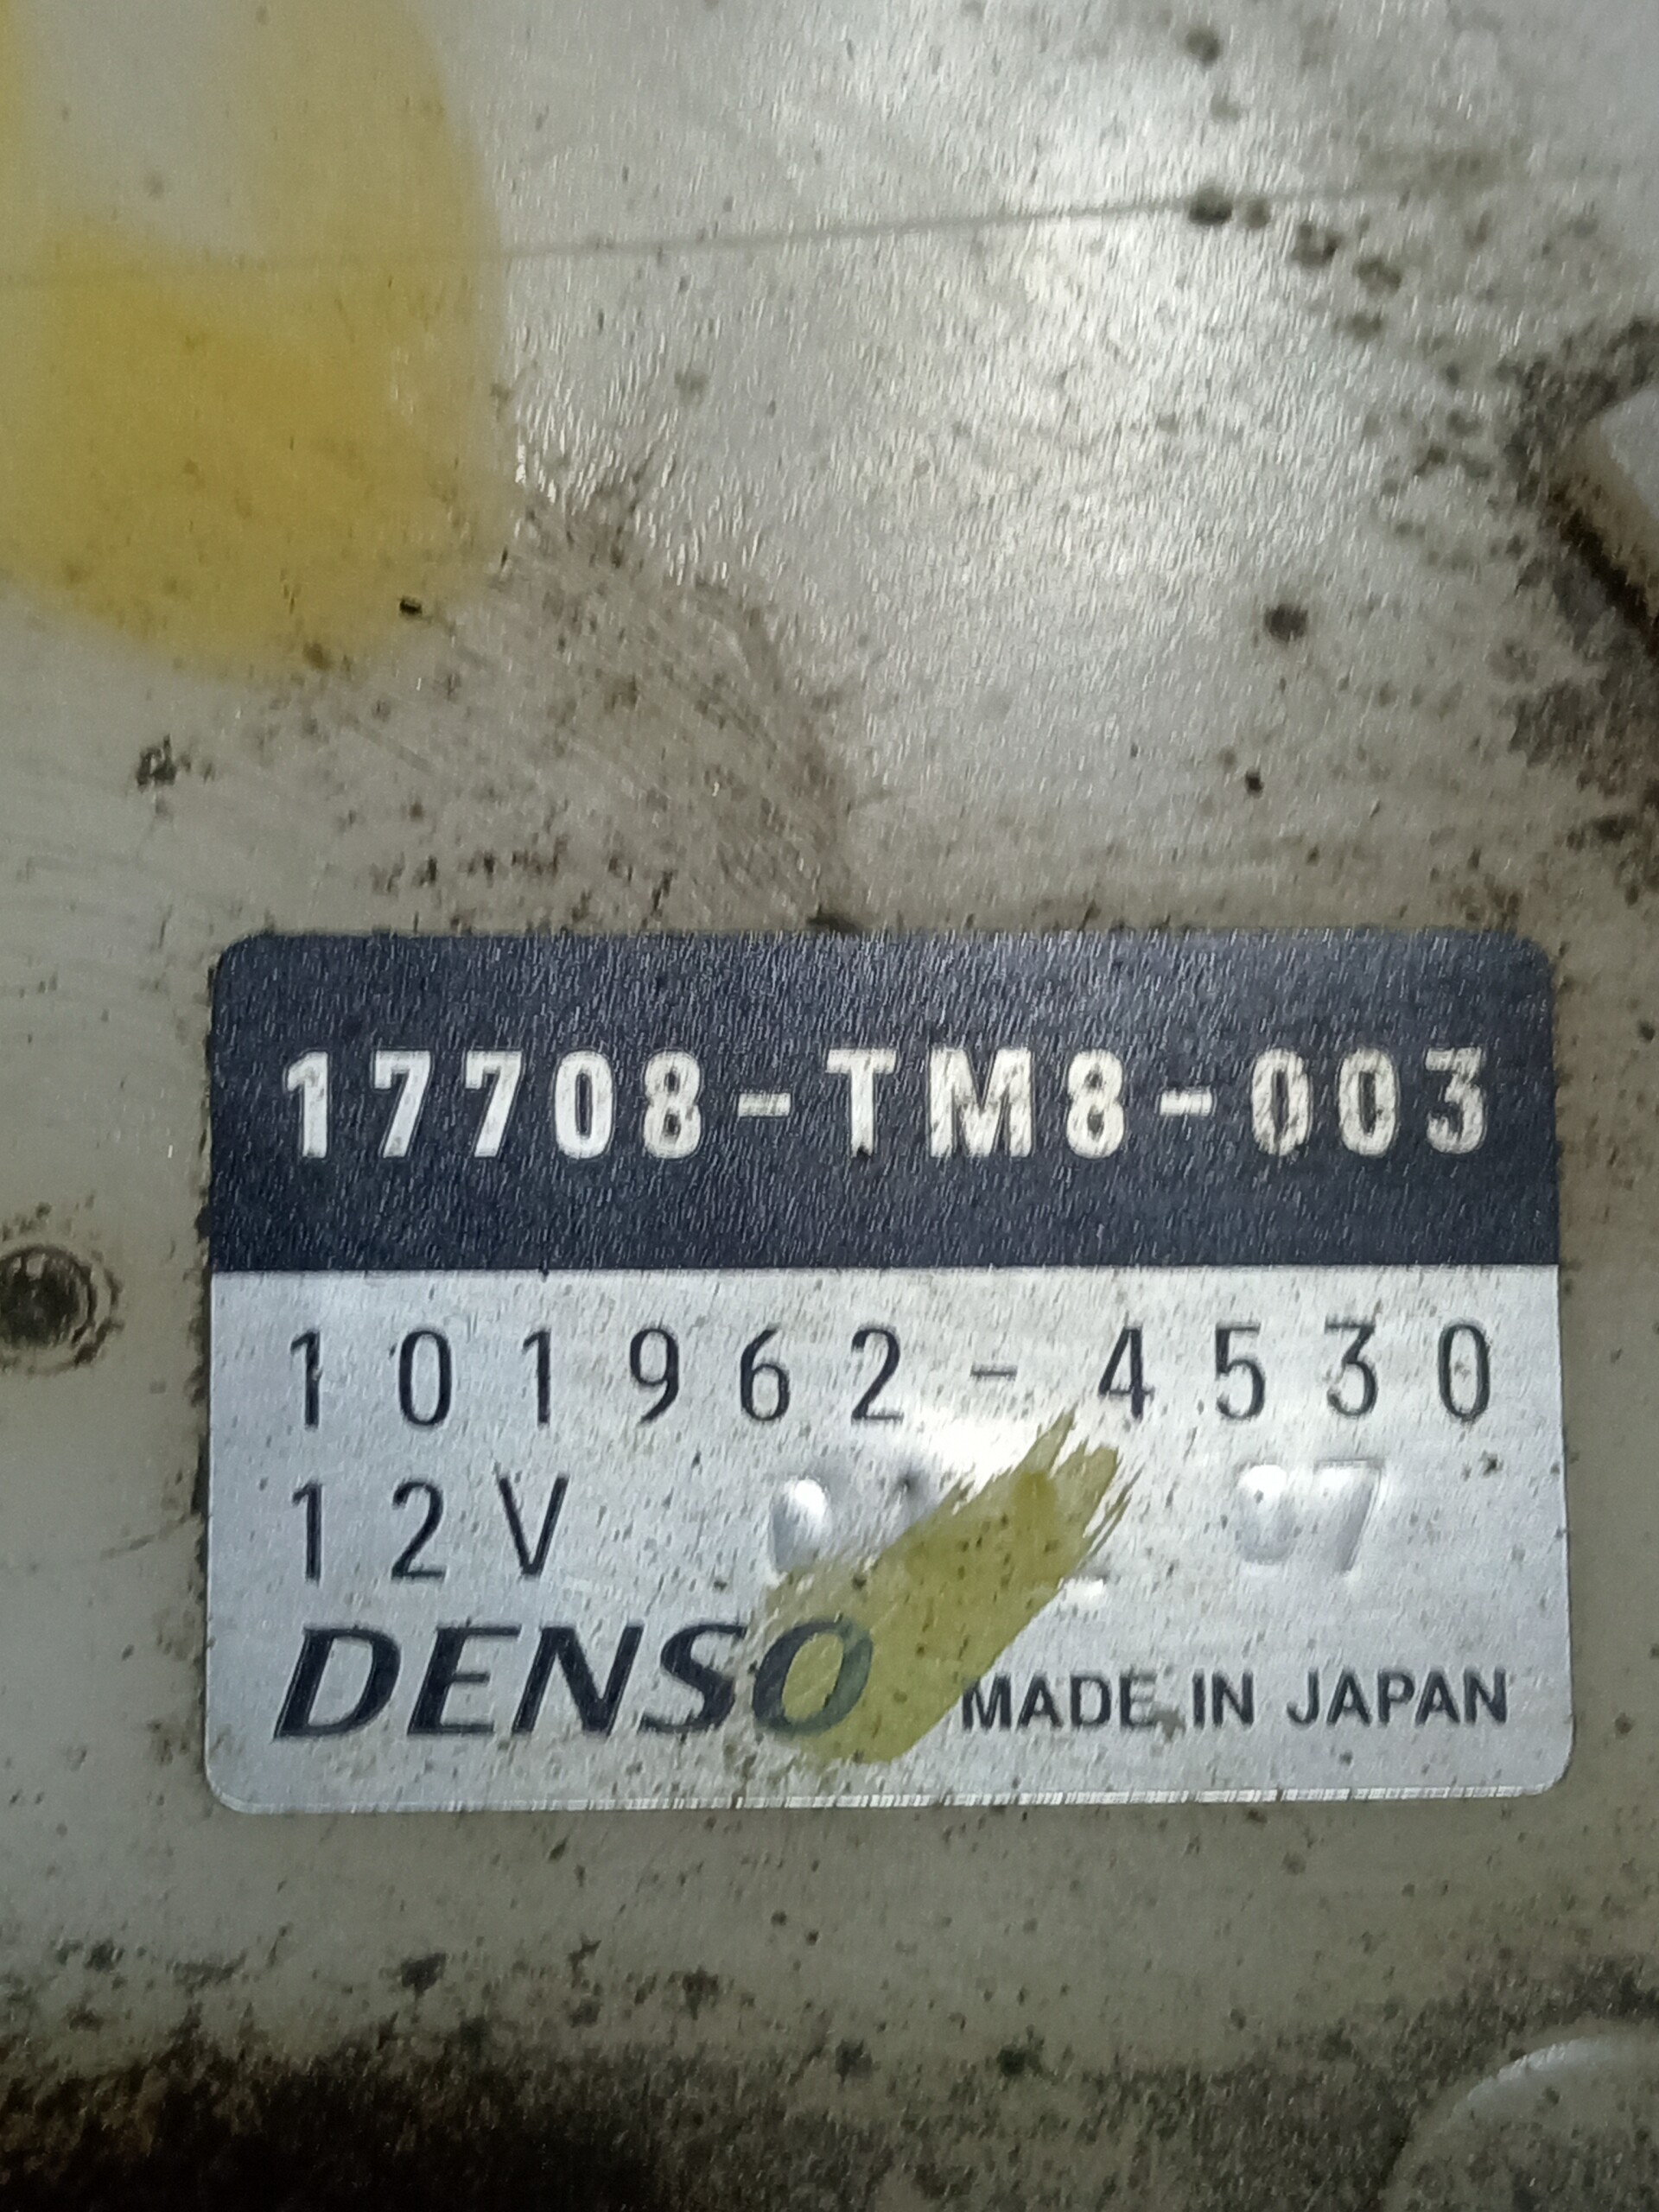 17708-TM8-003
101962-4530
12V
DENSO MADE IN JAPAN